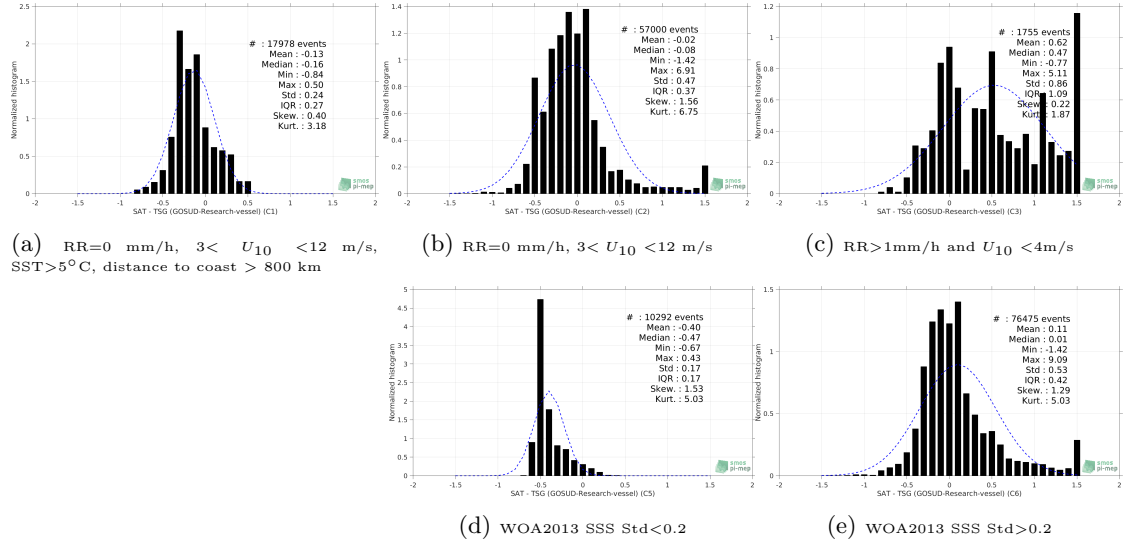 2.5
2
1.5
1
0.5
0
-2 -1.5 -1 -0.5 0 0.5 1 1.5 2
Normalized histogram
SAT - TSG (GOSUD-Research-vessel) (C1)
# : 17978 events
Mean : -0.13
Median : -0.16
Min : -0.84
Max : 0.50
Std : 0.24
IQR : 0.27
Skew. : 0.40
Kurt. : 3.18
smos
pi-mep
(a) RR=0 mm/h, 3< U10 <12 m/s,
SST>5°C, distance to coast > 800 km
1.4
1.2
1
0.8
0.6
0.4
0.2
0
-2 -1.5 -1 -0.5 0 0.5 1 1.5 2
Normalized histogram
SAT - TSG (GOSUD-Research-vessel) (C2)
# : 57000 events
Mean : -0.02
Median : -0.08
Min : -1.42
Max : 6.91
Std : 0.47
IQR : 0.37
Skew. : 1.56
Kurt. : 6.75
smos
pi-mep
(b) RR=0 mm/h, 3< U10 <12 m/s
1.2
1
0.8
0.6
0.4
0.2
0
-2 -1.5 -1 -0.5 0 0.5 1 1.5 2
Normalized histogram
SAT - TSG (GOSUD-Research-vessel) (C3)
# : 1755 events
Mean : 0.62
Median : 0.47
Min : -0.77
Max : 5.11
Std : 0.86
IQR : 1.09
Skew. : 0.22
Kurt. : 1.87
smos
pi-mep
(c) RR>1mm/h and U10 <4m/s
5
4.5
4
3.5
3
2.5
2
1.5
1
0.5
0
-2 -1.5 -1 -0.5 0 0.5 1 1.5 2
Normalized histogram
SAT - TSG (GOSUD-Research-vessel) (C5)
# : 10292 events
Mean : -0.40
Median : -0.47
Min : -0.67
Max : 0.43
Std : 0.17
IQR : 0.17
Skew. : 1.53
Kurt. : 5.03
smos
pi-mep
(d) WOA2013 SSS Std<0.2
1.5
1
0.5
0
-2 -1.5 -1 -0.5 0 0.5 1 1.5 2
Normalized histogram
SAT - TSG (GOSUD-Research-vessel) (C6)
# : 76475 events
Mean : 0.11
Median : 0.01
Min : -1.42
Max : 9.09
Std : 0.53
IQR : 0.42
Skew. : 1.29
Kurt. : 5.03
smos
pi-mep
(e) WOA2013 SSS Std>0.2